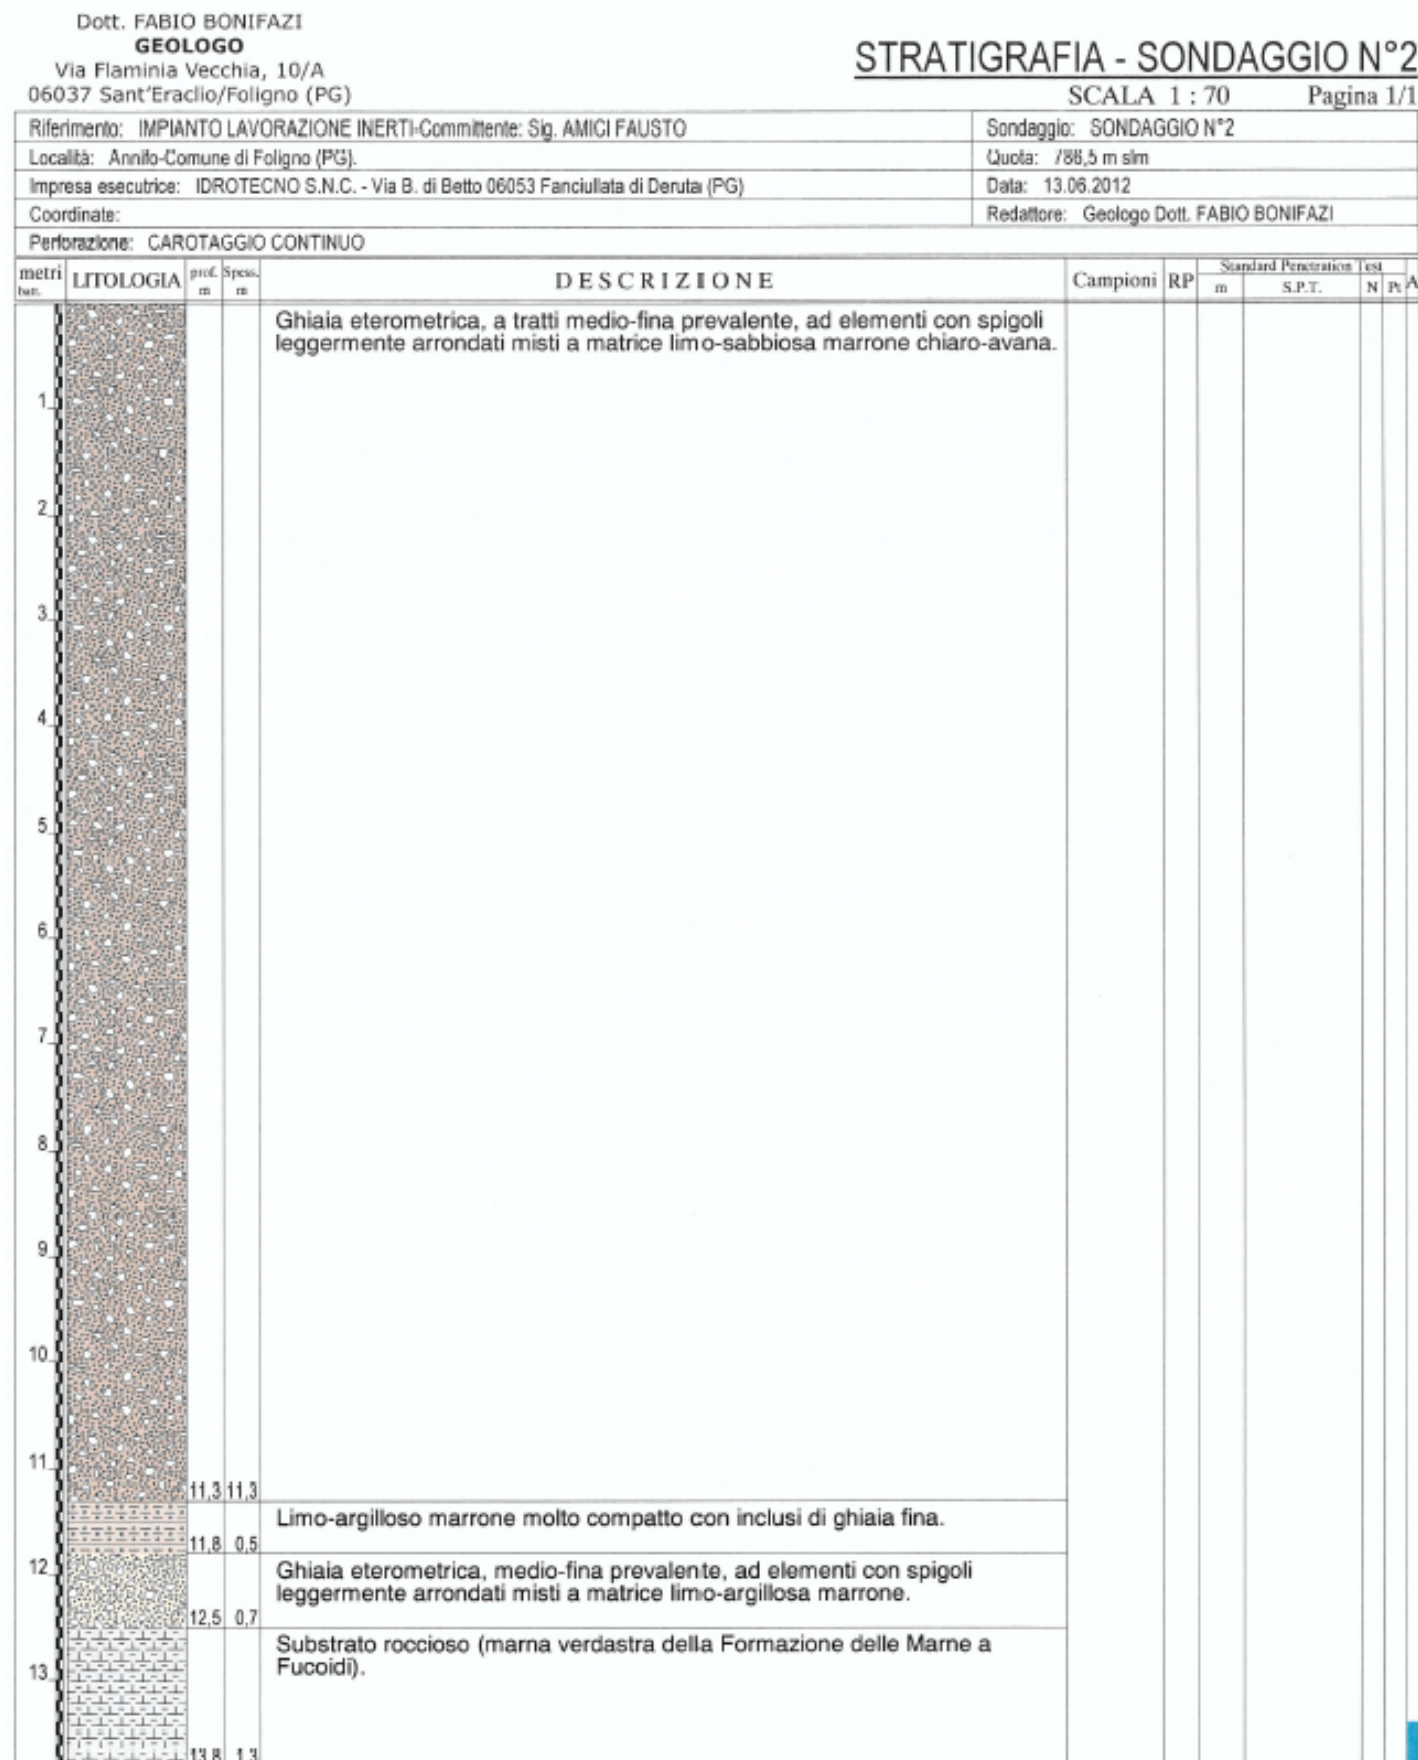 Dott. FABIO BONIFAZI
GEOLOGO
Via Flaminia Vecchia, 10/A
06037 Sant'Eraclio/Foligno (PG)
STRATIGRAFIA - SONDAGGIO N°2
SCALA 1 : 70 Pagina 1/1
Riferimento: IMPIANTO LAVORAZIONE INERTI-Committente: Sig. AMICI FAUSTO
Sondaggio: SONDAGGIO N°2
Località: Annifo-Comune di Foligno (PG).
Quota: 786,5 m slm
Impresa esecutrice: IDROTECNO S.N.C. - Via B. di Betto 06053 Fanciullata di Deruta (PG)
Data: 13.06.2012
Coordinate:
Redattore: Geologo Dott. FABIO BONIFAZI
Perforazione: CAROTAGGIO CONTINUO
metri batt. LITOLOGIA prof. m Spess. m DESCRIZIONE Campioni RP Standard Penetration Test m S.P.T. N Pt A
Ghiaia eterometrica, a tratti medio-fina prevalente, ad elementi con spigoli
leggermente arrondati misti a matrice limo-sabbiosa marrone chiaro-avana.
1
2
3
4
5
6
7
8
9
10
11
11,3 11,3
Limo-argilloso marrone molto compatto con inclusi di ghiaia fina.
11,8 0,5
12
Ghiaia eterometrica, medio-fina prevalente, ad elementi con spigoli
leggermente arrondati misti a matrice limo-argillosa marrone.
12,5 0,7
Substrato roccioso (marna verdastra della Formazione delle Marne a
Fucoidi).
13
13,8 1,3